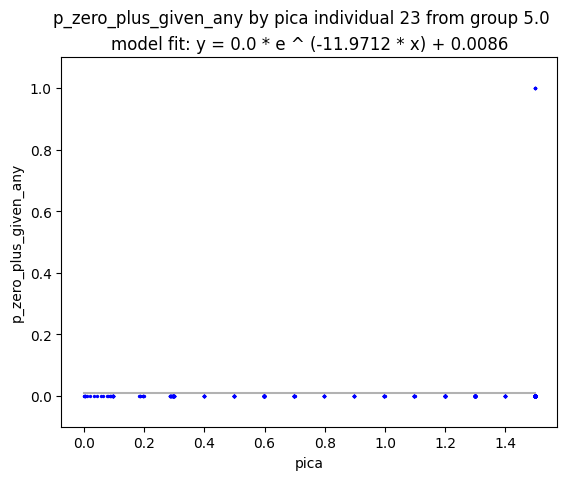 p_zero_plus_given_any by pica individual 23 from group 5.0
model fit: y = 0.0 * e ^ (-11.9712 * x) + 0.0086
1.0
0.8
0.6
0.4
0.2
0.0
p_zero_plus_given_any
0.0 0.2 0.4 0.6 0.8 1.0 1.2 1.4
pica